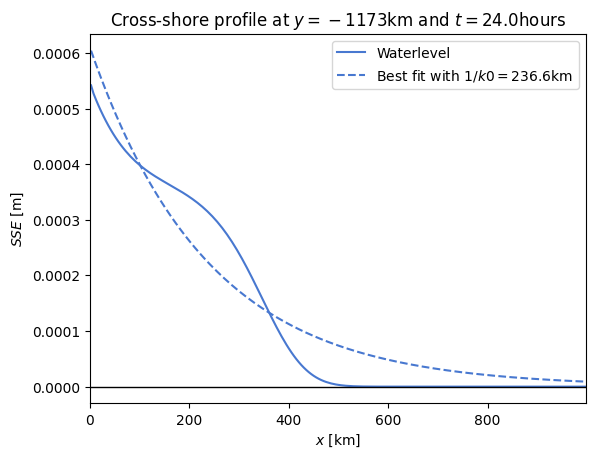 Cross-shore profile at y = −1173km and t = 24.0hours
Waterlevel
Best fit with 1/k0 = 236.6km
0.0006
0.0005
0.0004
0.0003
0.0002
0.0001
0.0000
SSE [m]
0 200 400 600 800
x [km]